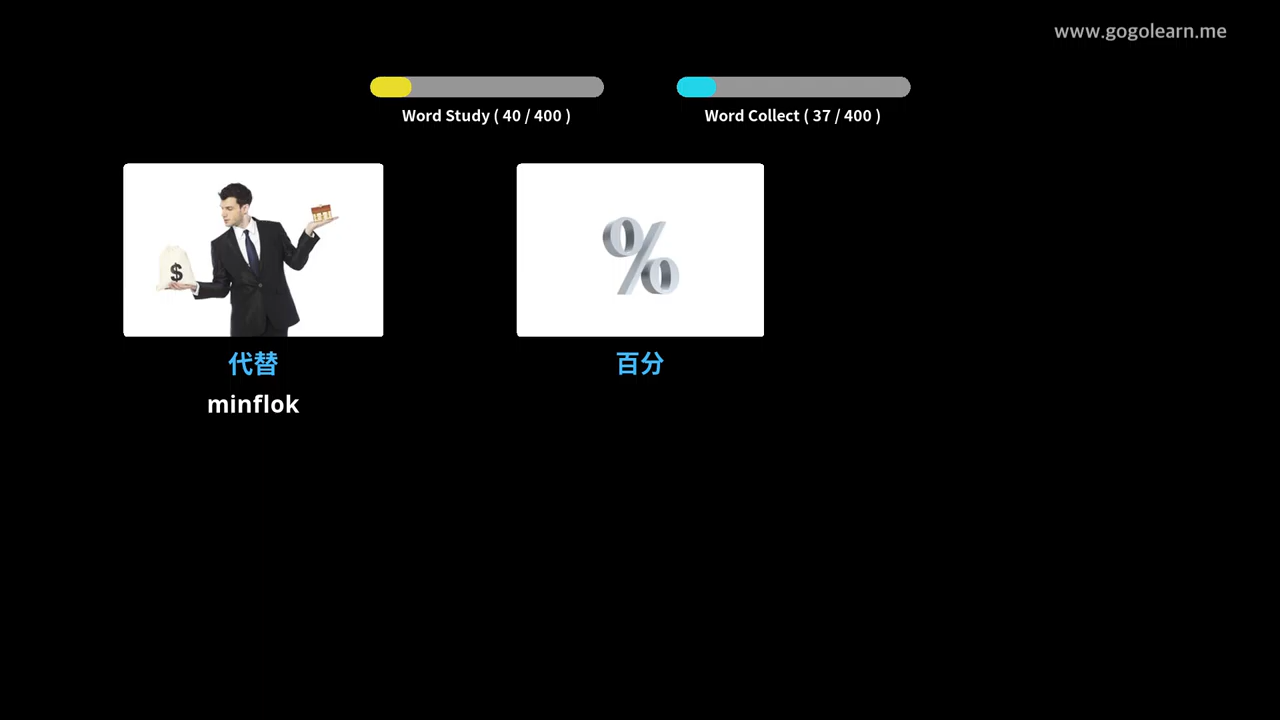 www.gogolearn.me
Word Study ( 40 / 400 )
Word Collect ( 37 / 400 )
$
%
代替
百分
minflok